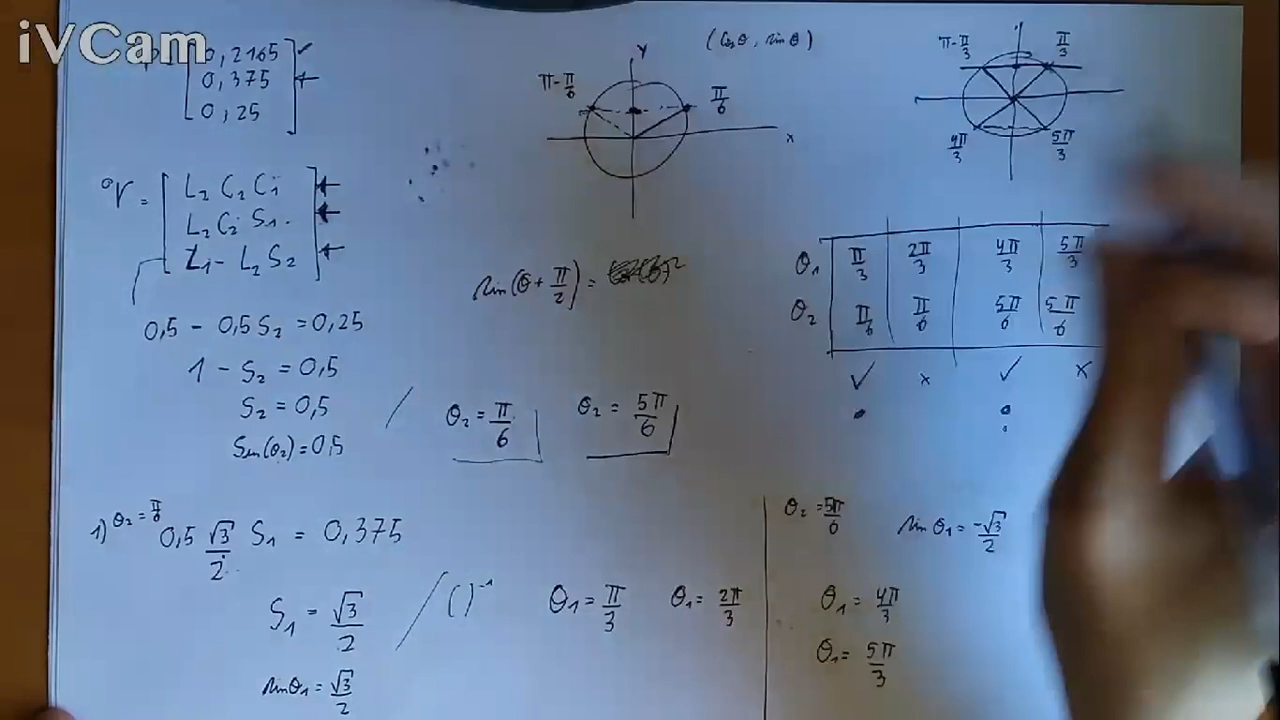 iVCam
0,2165 ✓
0,375 ←
0,25
⁰r = [ L₂ C₂ C₁ ←
L₂ C₂ S₁. ←
L₁ - L₂ S₂ ] ←
0,5 - 0,5 S₂ = 0,25
1 - S₂ = 0,5
S₂ = 0,5 /
Sen(θ₂) = 0,5
θ₂ = π/6
θ₂ = 5π/6
y
(cos θ, sin θ)
π-π/6
π/6
x
sin(θ + π/2) =
π-π/3
π/3
4π/3
5π/3
θ₁ π/3 2π/3 4π/3 5π/3
θ₂ π/6 π/6 5π/6 5π/6
✓ x ✓ x
1) θ₂ = π/6
0,5 √3/2 S₁ = 0,375
S₁ = √3/2 / ( )⁻¹
θ₁ = π/3 θ₁ = 2π/3
sin θ₁ = √3/2
θ₂ = 5π/6 sin θ₁ = -√3/2
θ₁ = 4π/3
θ₁ = 5π/3